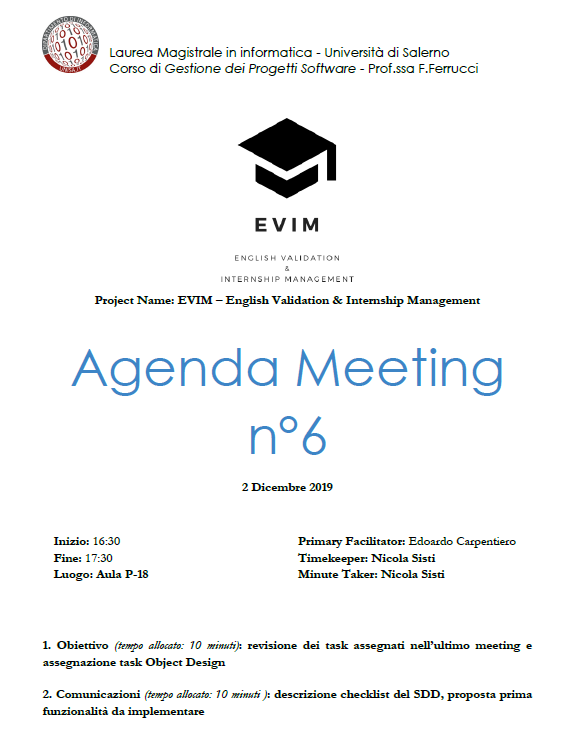 DIPARTIMENTO DI INFORMATICA
Laurea Magistrale in informatica - Università di Salerno
Corso di Gestione dei Progetti Software - Prof.ssa F.Ferrucci
EVIM
ENGLISH VALIDATION
&
INTERNSHIP MANAGEMENT
Project Name: EVIM – English Validation & Internship Management
Agenda Meeting
n°6
2 Dicembre 2019
Inizio: 16:30
Fine: 17:30
Luogo: Aula P-18
Primary Facilitator: Edoardo Carpentiero
Timekeeper: Nicola Sisti
Minute Taker: Nicola Sisti
1. Obiettivo (tempo allocato: 10 minuti): revisione dei task assegnati nell'ultimo meeting e
assegnazione task Object Design
2. Comunicazioni (tempo allocato: 10 minuti ): descrizione checklist del SDD, proposta prima
funzionalità da implementare